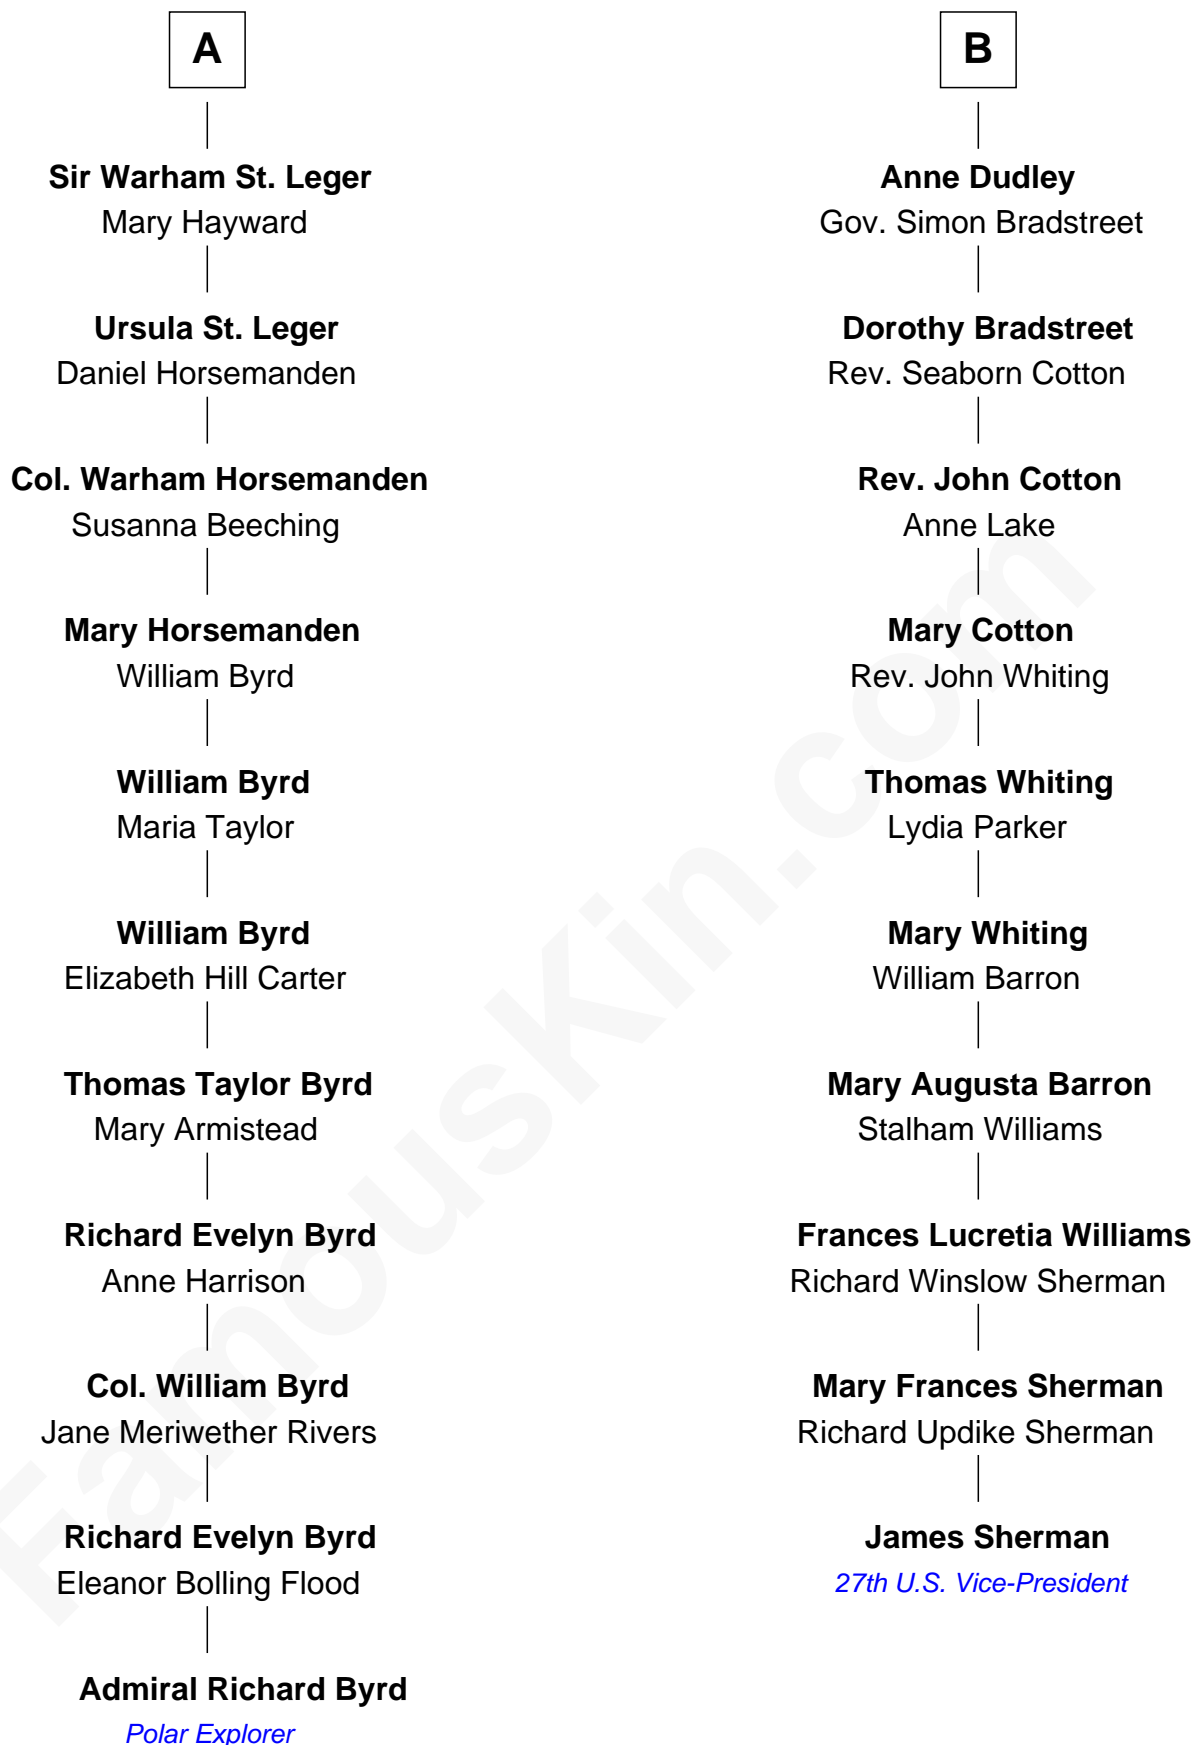 A
Sir Warham St. Leger
Mary Hayward
Ursula St. Leger
Daniel Horsemanden
Col. Warham Horsemanden
Susanna Beeching
Mary Horsemanden
William Byrd
William Byrd
Maria Taylor
William Byrd
Elizabeth Hill Carter
Thomas Taylor Byrd
Mary Armistead
Richard Evelyn Byrd
Anne Harrison
Col. William Byrd
Jane Meriwether Rivers
Richard Evelyn Byrd
Eleanor Bolling Flood
Admiral Richard Byrd
Polar Explorer
B
Anne Dudley
Gov. Simon Bradstreet
Dorothy Bradstreet
Rev. Seaborn Cotton
Rev. John Cotton
Anne Lake
Mary Cotton
Rev. John Whiting
Thomas Whiting
Lydia Parker
Mary Whiting
William Barron
Mary Augusta Barron
Stalham Williams
Frances Lucretia Williams
Richard Winslow Sherman
Mary Frances Sherman
Richard Updike Sherman
James Sherman
27th U.S. Vice-President
FamousKin.com